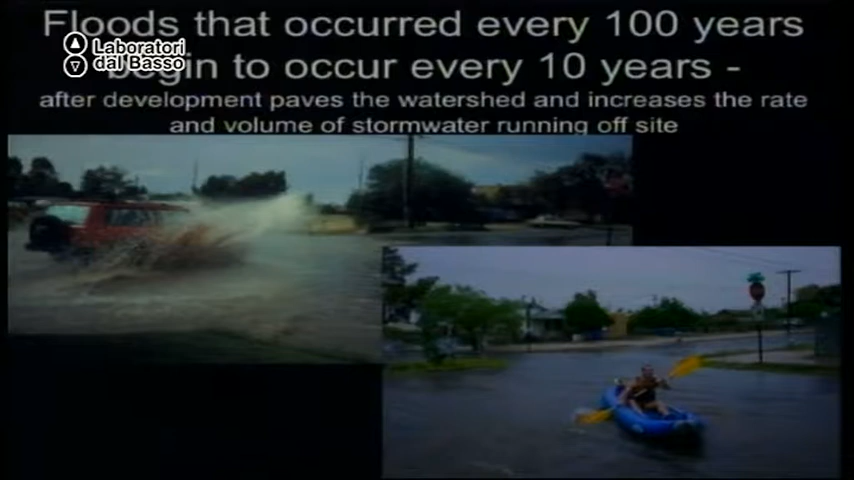 Floods that occurred every 100 years
Laboratori
dal Basso
begin to occur every 10 years -
after development paves the watershed and increases the rate
and volume of stormwater running off site